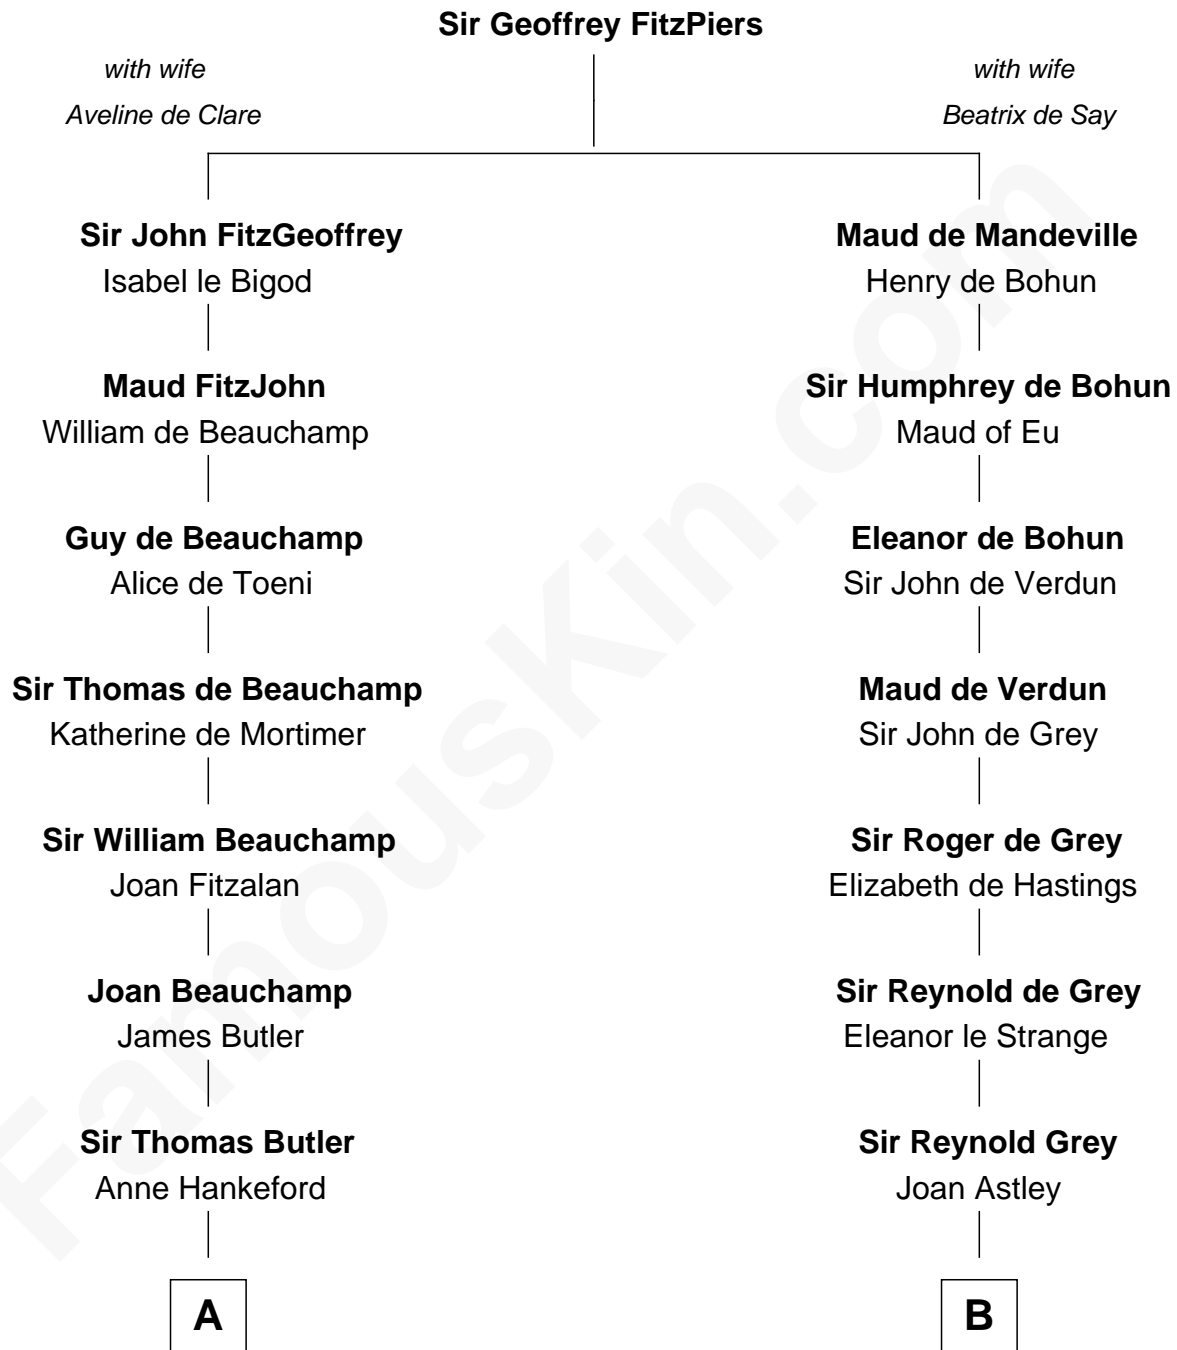 Sir Geoffrey FitzPiers
with wife
Aveline de Clare
with wife
Beatrix de Say
Sir John FitzGeoffrey
Isabel le Bigod
Maud de Mandeville
Henry de Bohun
Maud FitzJohn
William de Beauchamp
Sir Humphrey de Bohun
Maud of Eu
Guy de Beauchamp
Alice de Toeni
Eleanor de Bohun
Sir John de Verdun
Sir Thomas de Beauchamp
Katherine de Mortimer
Maud de Verdun
Sir John de Grey
Sir William Beauchamp
Joan Fitzalan
Sir Roger de Grey
Elizabeth de Hastings
Joan Beauchamp
James Butler
Sir Reynold de Grey
Eleanor le Strange
Sir Thomas Butler
Anne Hankeford
Sir Reynold Grey
Joan Astley
A
B
FamousKin.com